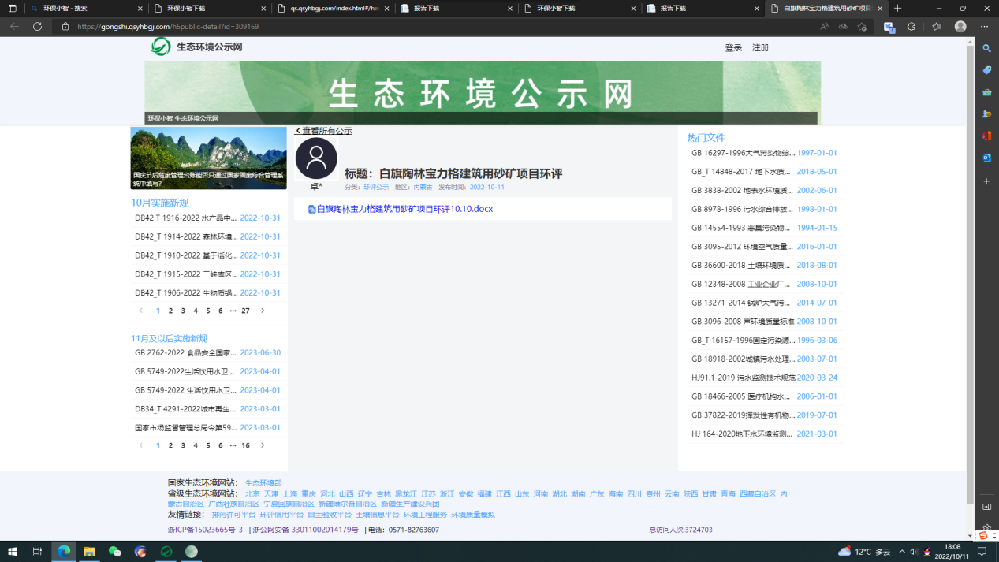 环保小智 - 搜索
环保小智下载
qs.qsyhbgj.com/index.html#/he
报告下载
环保小智下载
报告下载
白旗陶林宝力格建筑用砂矿项目
https://gongshi.qsyhbgj.com/h5public-detail?id=309169
生态环境公示网
登录 注册
生态环境公示网
环保小智 生态环境公示网
国庆节后危废管理台账能否只通过国家固废综合管理系统中填写?
10月实施新规
DB42 T 1916-2022 水产品中... 2022-10-31
DB42_T 1914-2022 森林环境... 2022-10-31
DB42_T 1910-2022 基于活化... 2022-10-31
DB42_T 1915-2022 三峡库区... 2022-10-31
DB42_T 1906-2022 生物质锅... 2022-10-31
1 2 3 4 5 6 ... 27
11月及以后实施新规
GB 2762-2022 食品安全国家... 2023-06-30
GB 5749-2022生活饮用水卫... 2023-04-01
GB 5749-2022 生活饮用水卫... 2023-04-01
DB34_T 4291-2022城市再生... 2023-03-01
国家市场监督管理总局令第59... 2023-03-01
1 2 3 4 5 6 ... 16
查看所有公示
卓*
标题：白旗陶林宝力格建筑用砂矿项目环评
分类：环评公示 地区：内蒙古 发布时间：2022-10-11
白旗陶林宝力格建筑用砂矿项目环评10.10.docx
热门文件
GB 16297-1996大气污染物综... 1997-01-01
GB_T 14848-2017 地下水质... 2018-05-01
GB 3838-2002 地表水环境质... 2002-06-01
GB 8978-1996 污水综合排放... 1998-01-01
GB 14554-1993 恶臭污染物... 1994-01-15
GB 3095-2012 环境空气质量... 2016-01-01
GB 36600-2018 土壤环境质... 2018-08-01
GB 12348-2008 工业企业厂... 2008-10-01
GB 13271-2014 锅炉大气污... 2014-07-01
GB 3096-2008 声环境质量标准 2008-10-01
GB_T 16157-1996固定污染源... 1996-03-06
GB 18918-2002城镇污水处理... 2003-07-01
HJ91.1-2019 污水监测技术规范 2020-03-24
GB 18466-2005 医疗机构水... 2006-01-01
GB 37822-2019挥发性有机物... 2019-07-01
HJ 164-2020地下水环境监测... 2021-03-01
国家生态环境网站： 生态环境部
省级生态环境网站： 北京 天津 上海 重庆 河北 山西 辽宁 吉林 黑龙江 江苏 浙江 安徽 福建 江西 山东 河南 湖北 湖南 广东 海南 四川 贵州 云南 陕西 甘肃 青海 西藏自治区 内
蒙古自治区 广西壮族自治区 宁夏回族自治区 新疆维尔吾自治区 新疆生产建设兵团
友情链接： 排污许可平台 环评信用平台 自主验收平台 土壤信息平台 环境工程服务 环境质量模拟
浙ICP备15023665号-3 |浙公网安备 33011002014179号 |电话：0571-82763607
总访问人次:3724703
12°C 多云
18:08
2022/10/11